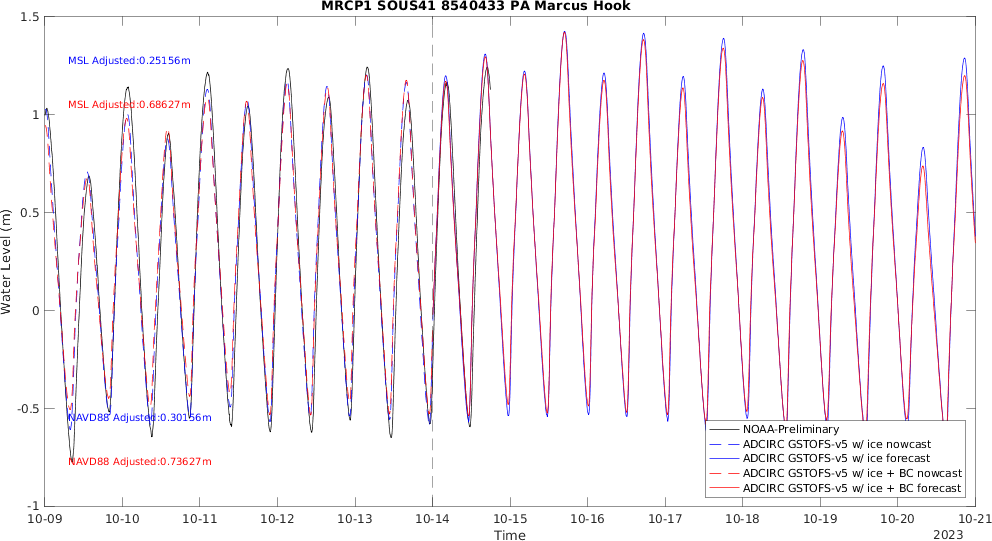 MRCP1 SOUS41 8540433 PA Marcus Hook
1.5
MSL Adjusted:0.25156m
MSL Adjusted:0.68627m
1
0.5
Water Level (m)
0
-0.5
NAVD88 Adjusted:0.30156m
NAVD88 Adjusted:0.73627m
NOAA-Preliminary
ADCIRC GSTOFS-v5 w/ ice nowcast
ADCIRC GSTOFS-v5 w/ ice forecast
ADCIRC GSTOFS-v5 w/ ice + BC nowcast
ADCIRC GSTOFS-v5 w/ ice + BC forecast
-1
10-09 10-10 10-11 10-12 10-13 10-14 10-15 10-16 10-17 10-18 10-19 10-20 10-21
Time
2023